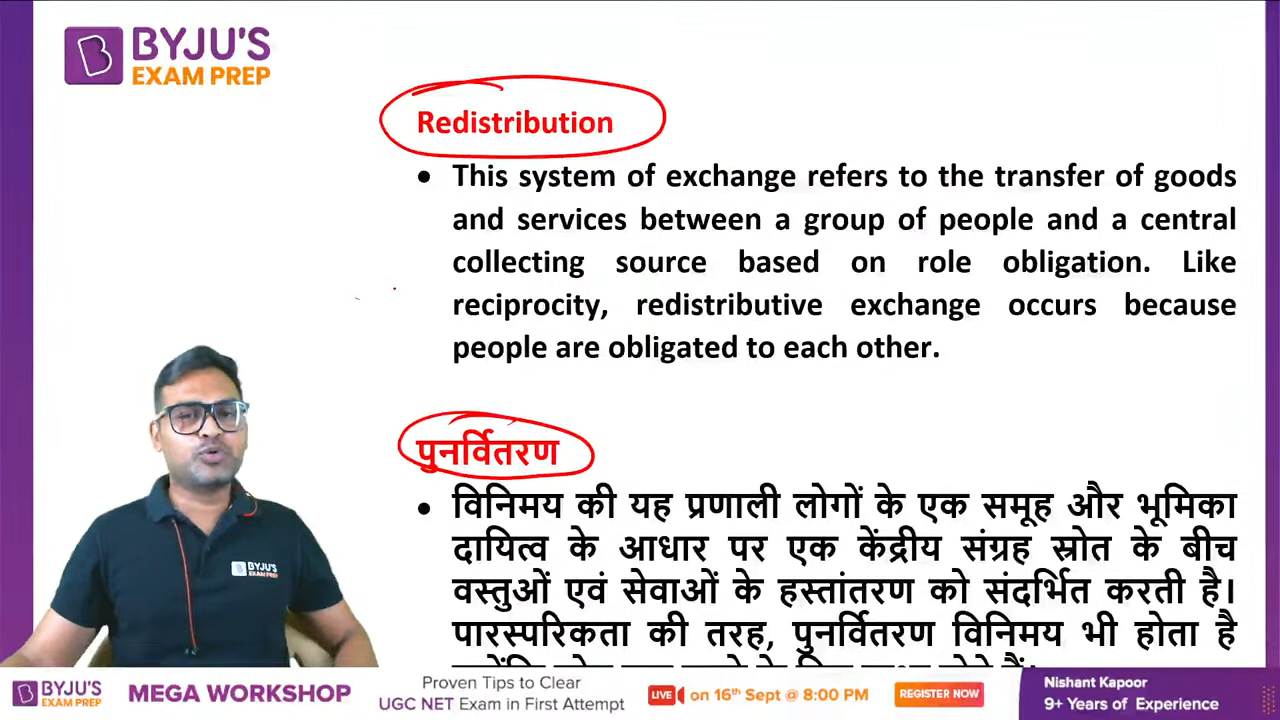 BYJU'S
EXAM PREP
Redistribution
• This system of exchange refers to the transfer of goods
and services between a group of people and a central
collecting source based on role obligation. Like
reciprocity, redistributive exchange occurs because
people are obligated to each other.
पुनर्वितरण
• विनिमय की यह प्रणाली लोगों के एक समूह और भूमिका
दायित्व के आधार पर एक केंद्रीय संग्रह स्रोत के बीच
वस्तुओं एवं सेवाओं के हस्तांतरण को संदर्भित करती है।
पारस्परिकता की तरह, पुनर्वितरण विनिमय भी होता है
BYJU'S
EXAM PREP
BYJU'S
EXAM PREP
MEGA WORKSHOP
Proven Tips to Clear
UGC NET Exam in First Attempt
LIVE
on 16th Sept @ 8:00 PM
REGISTER NOW
Nishant Kapoor
9+ Years of Experience